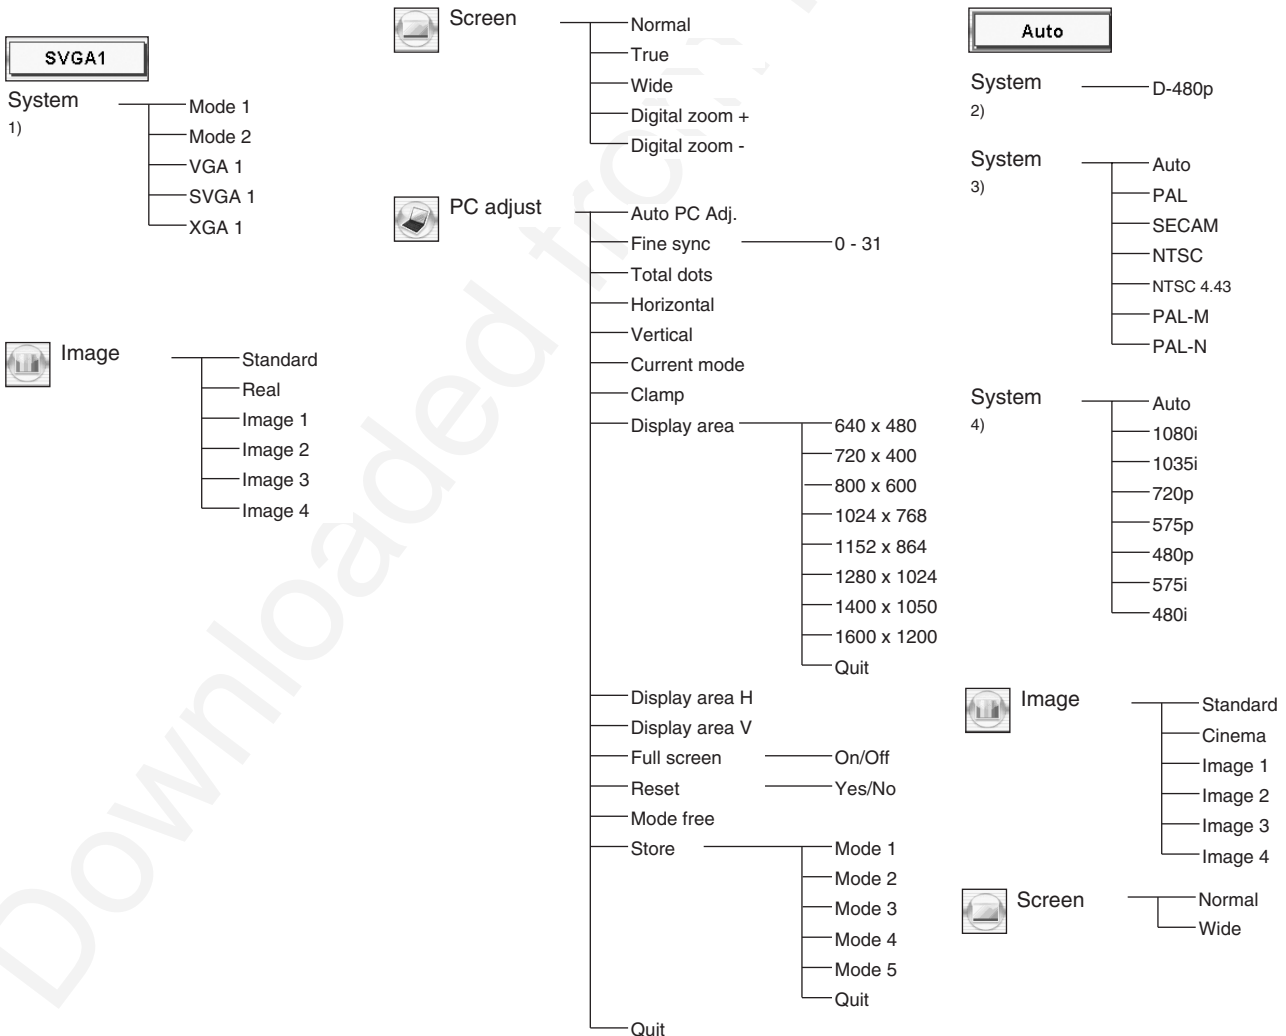 SVGA1
System
1)
Mode 1
Mode 2
VGA 1
SVGA 1
XGA 1
Image
Standard
Real
Image 1
Image 2
Image 3
Image 4
Screen
Normal
True
Wide
Digital zoom +
Digital zoom -
PC adjust
Auto PC Adj.
Fine sync
0 - 31
Total dots
Horizontal
Vertical
Current mode
Clamp
Display area
640 x 480
720 x 400
800 x 600
1024 x 768
1152 x 864
1280 x 1024
1400 x 1050
1600 x 1200
Quit
Display area H
Display area V
Full screen
On/Off
Reset
Yes/No
Mode free
Store
Mode 1
Mode 2
Mode 3
Mode 4
Mode 5
Quit
Quit
Auto
System
2)
D-480p
System
3)
Auto
PAL
SECAM
NTSC
NTSC 4.43
PAL-M
PAL-N
System
4)
Auto
1080i
1035i
720p
575p
480p
575i
480i
Image
Standard
Cinema
Image 1
Image 2
Image 3
Image 4
Screen
Normal
Wide
Downloaded from